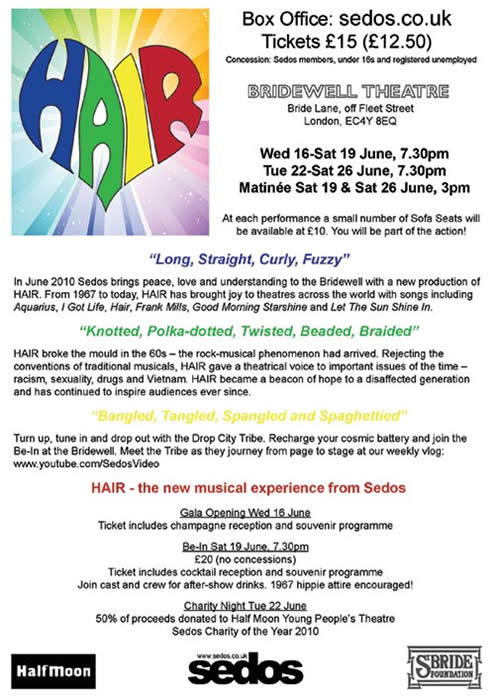 HAIR
Box Office: sedos.co.uk
Tickets £15 (£12.50)
Concession: Sedos members, under 16s and registered unemployed
BRIDEWELL THEATRE
Bride Lane, off Fleet Street
London, EC4Y 8EQ
Wed 16-Sat 19 June, 7.30pm
Tue 22-Sat 26 June, 7.30pm
Matinée Sat 19 & Sat 26 June, 3pm
At each performance a small number of Sofa Seats will
be available at £10. You will be part of the action!
“Long, Straight, Curly, Fuzzy”
In June 2010 Sedos brings peace, love and understanding to the Bridewell with a new production of
HAIR. From 1967 to today, HAIR has brought joy to theatres across the world with songs including
Aquarius, I Got Life, Hair, Frank Mills, Good Morning Starshine and Let The Sun Shine In.
“Knotted, Polka-dotted, Twisted, Beaded, Braided”
HAIR broke the mould in the 60s – the rock-musical phenomenon had arrived. Rejecting the
conventions of traditional musicals, HAIR gave a theatrical voice to important issues of the time –
racism, sexuality, drugs and Vietnam. HAIR became a beacon of hope to a disaffected generation
and has continued to inspire audiences ever since.
“Bangled, Tangled, Spangled and Spaghettied”
Turn up, tune in and drop out with the Drop City Tribe. Recharge your cosmic battery and join the
Be-In at the Bridewell. Meet the Tribe as they journey from page to stage at our weekly vlog:
www.youtube.com/SedosVideo
HAIR - the new musical experience from Sedos
Gala Opening Wed 16 June
Ticket includes champagne reception and souvenir programme
Be-In Sat 19 June, 7.30pm
£20 (no concessions)
Ticket includes cocktail reception and souvenir programme
Join cast and crew for after-show drinks. 1967 hippie attire encouraged!
Charity Night Tue 22 June
50% of proceeds donated to Half Moon Young People's Theatre
Sedos Charity of the Year 2010
HalfMoon
www.sedos.co.uk
sedos
SBRIDE
FOUNDATION